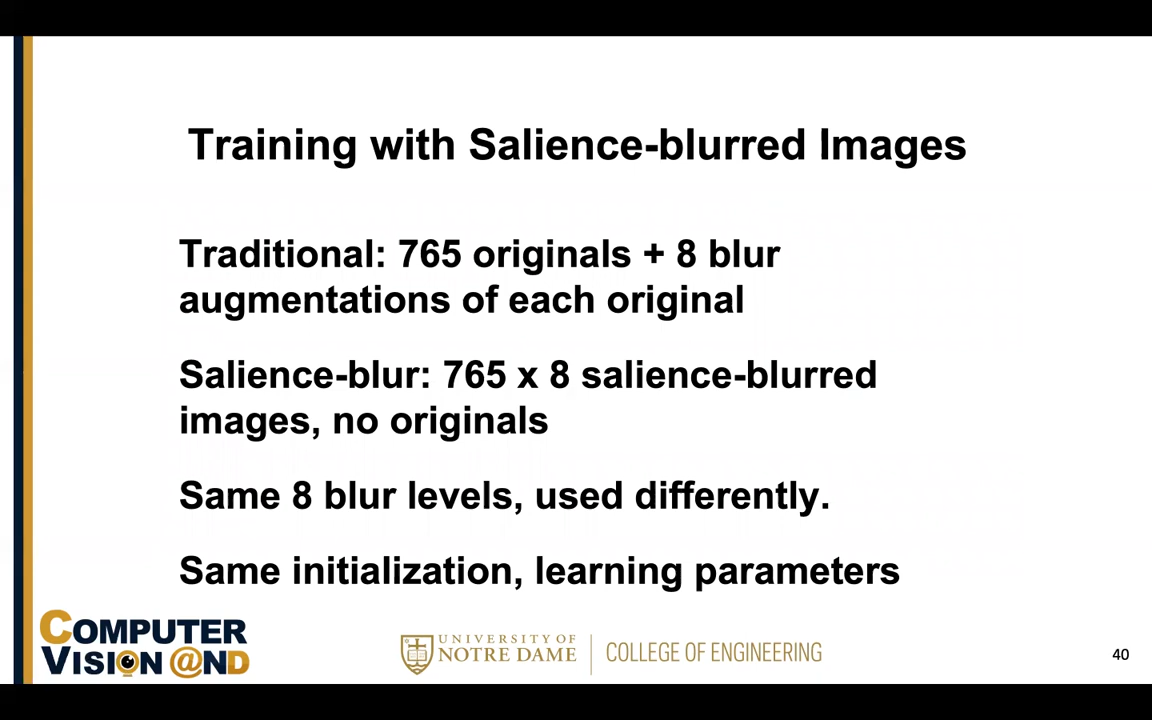 Training with Salience-blurred Images
Traditional: 765 originals + 8 blur
augmentations of each original
Salience-blur: 765 x 8 salience-blurred
images, no originals
Same 8 blur levels, used differently.
Same initialization, learning parameters
COMPUTER
VISION @ND
UNIVERSITY OF
NOTRE DAME
COLLEGE OF ENGINEERING
40